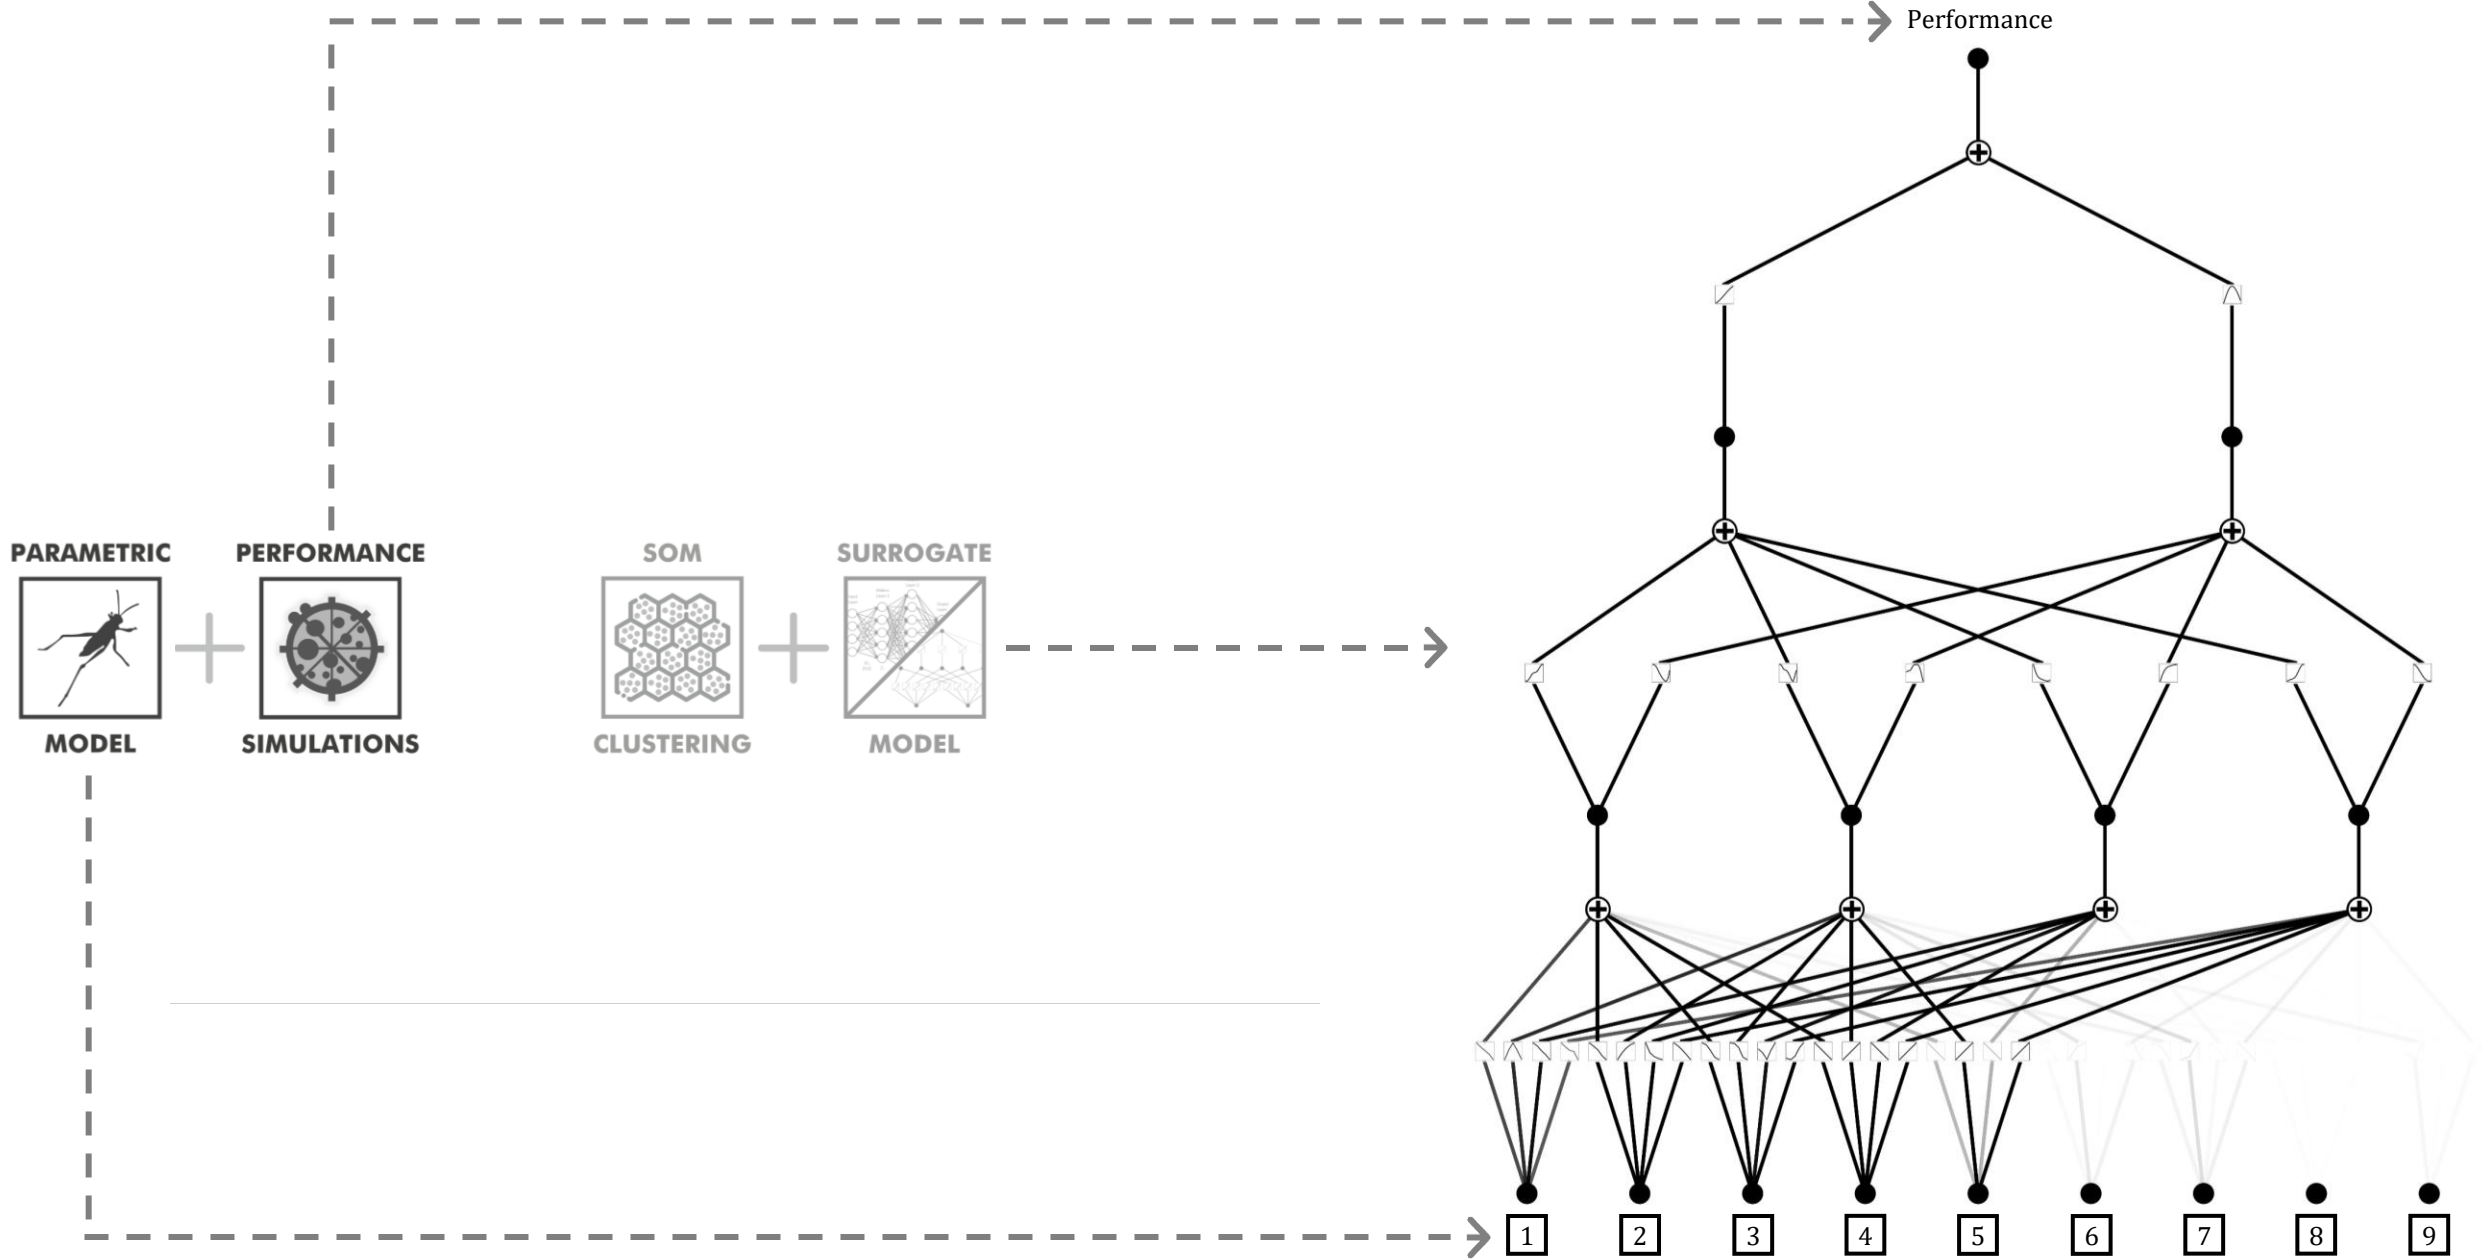 Performance
PARAMETRIC
MODEL
PERFORMANCE
SIMULATIONS
SOM
CLUSTERING
SURROGATE
MODEL
1 2 3 4 5 6 7 8 9